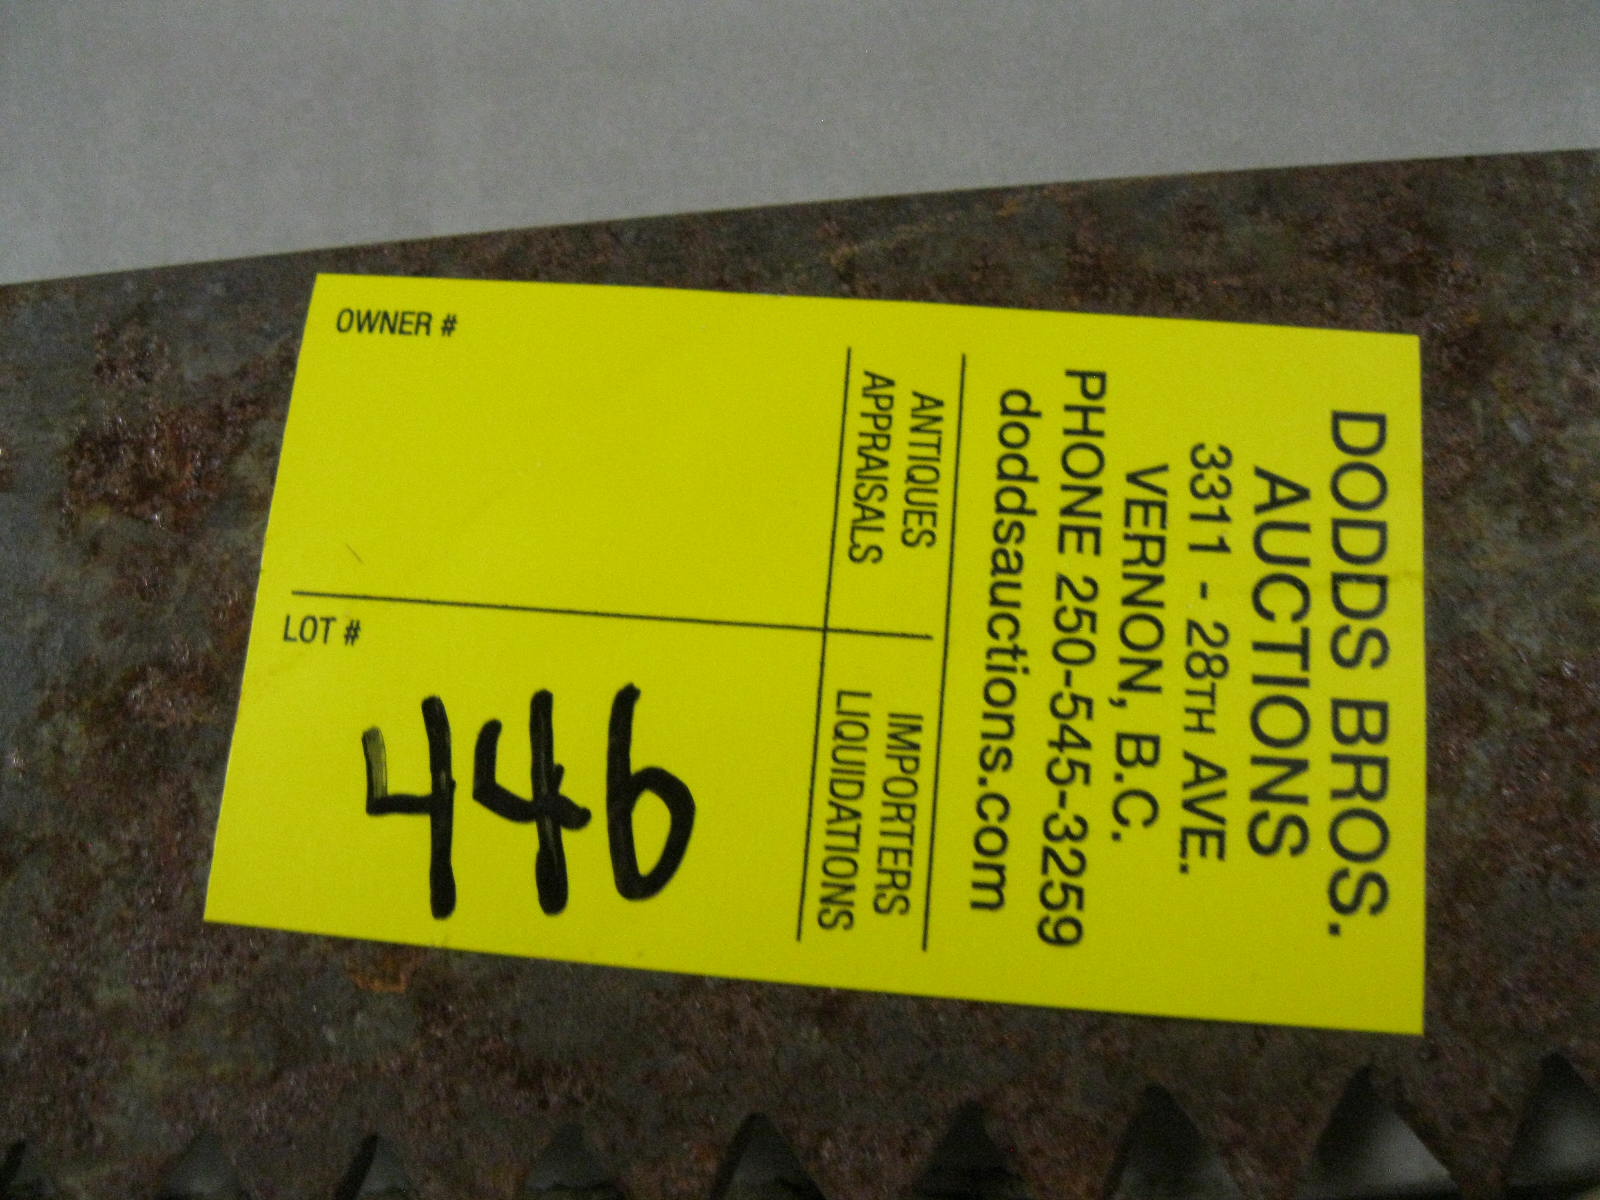 DODDS BROS.
AUCTIONS
3311 - 28TH AVE.
VERNON, B.C.
PHONE 250-545-3259
doddsauctions.com
ANTIQUES
APPRAISALS
IMPORTERS
LIQUIDATIONS
OWNER #
LOT #
446